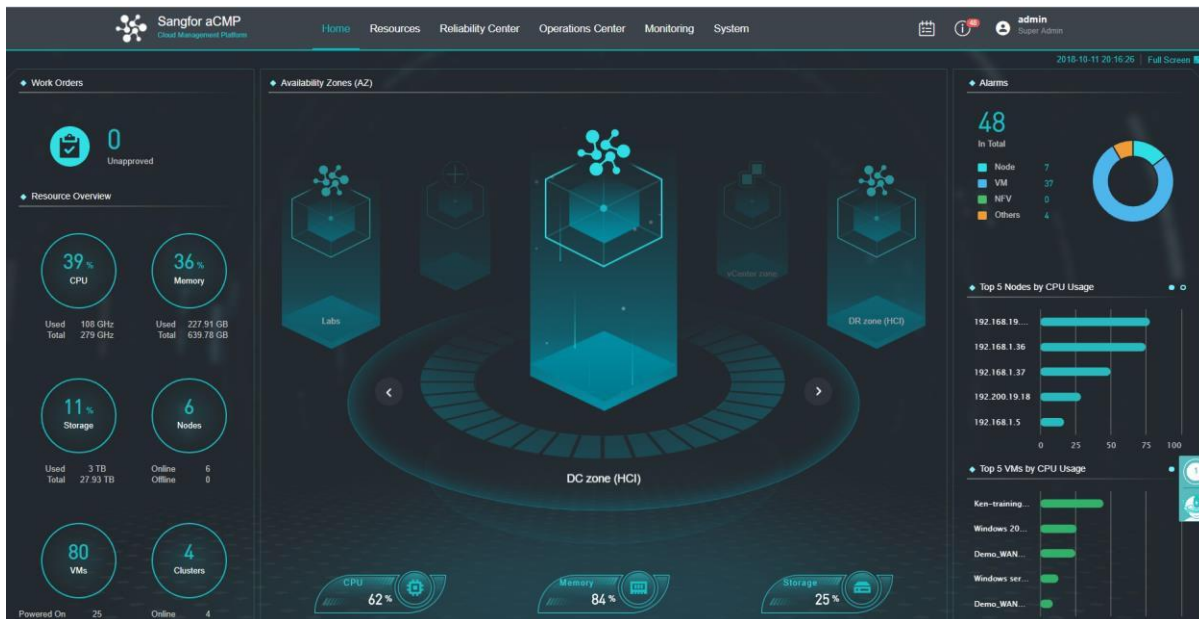 Sangfor aCMP
Cloud Management Platform
Home Resources Reliability Center Operations Center Monitoring System
48
admin
Super Admin
2018-10-11 20:16:26 Full Screen
Work Orders
0
Unapproved
Resource Overview
39 %
CPU
36 %
Memory
Used 108 GHz
Total 279 GHz
Used 227.91 GB
Total 639.78 GB
11 %
Storage
6
Nodes
Used 3 TB
Total 27.93 TB
Online 6
Offline 0
80
VMs
4
Clusters
Powered On 25
Online 4
Availability Zones (AZ)
Labs
vCenter zone
DR zone (HCI)
DC zone (HCI)
CPU
62 %
Memory
84 %
Storage
25 %
Alarms
48
In Total
Node 7
VM 37
NFV 0
Others 4
Top 5 Nodes by CPU Usage
192.168.19....
192.168.1.36
192.168.1.37
192.200.19.18
192.168.1.5
0 25 50 75 100
Top 5 VMs by CPU Usage
Ken-training...
Windows 20...
Demo_WAN...
Windows ser...
Demo_WAN...